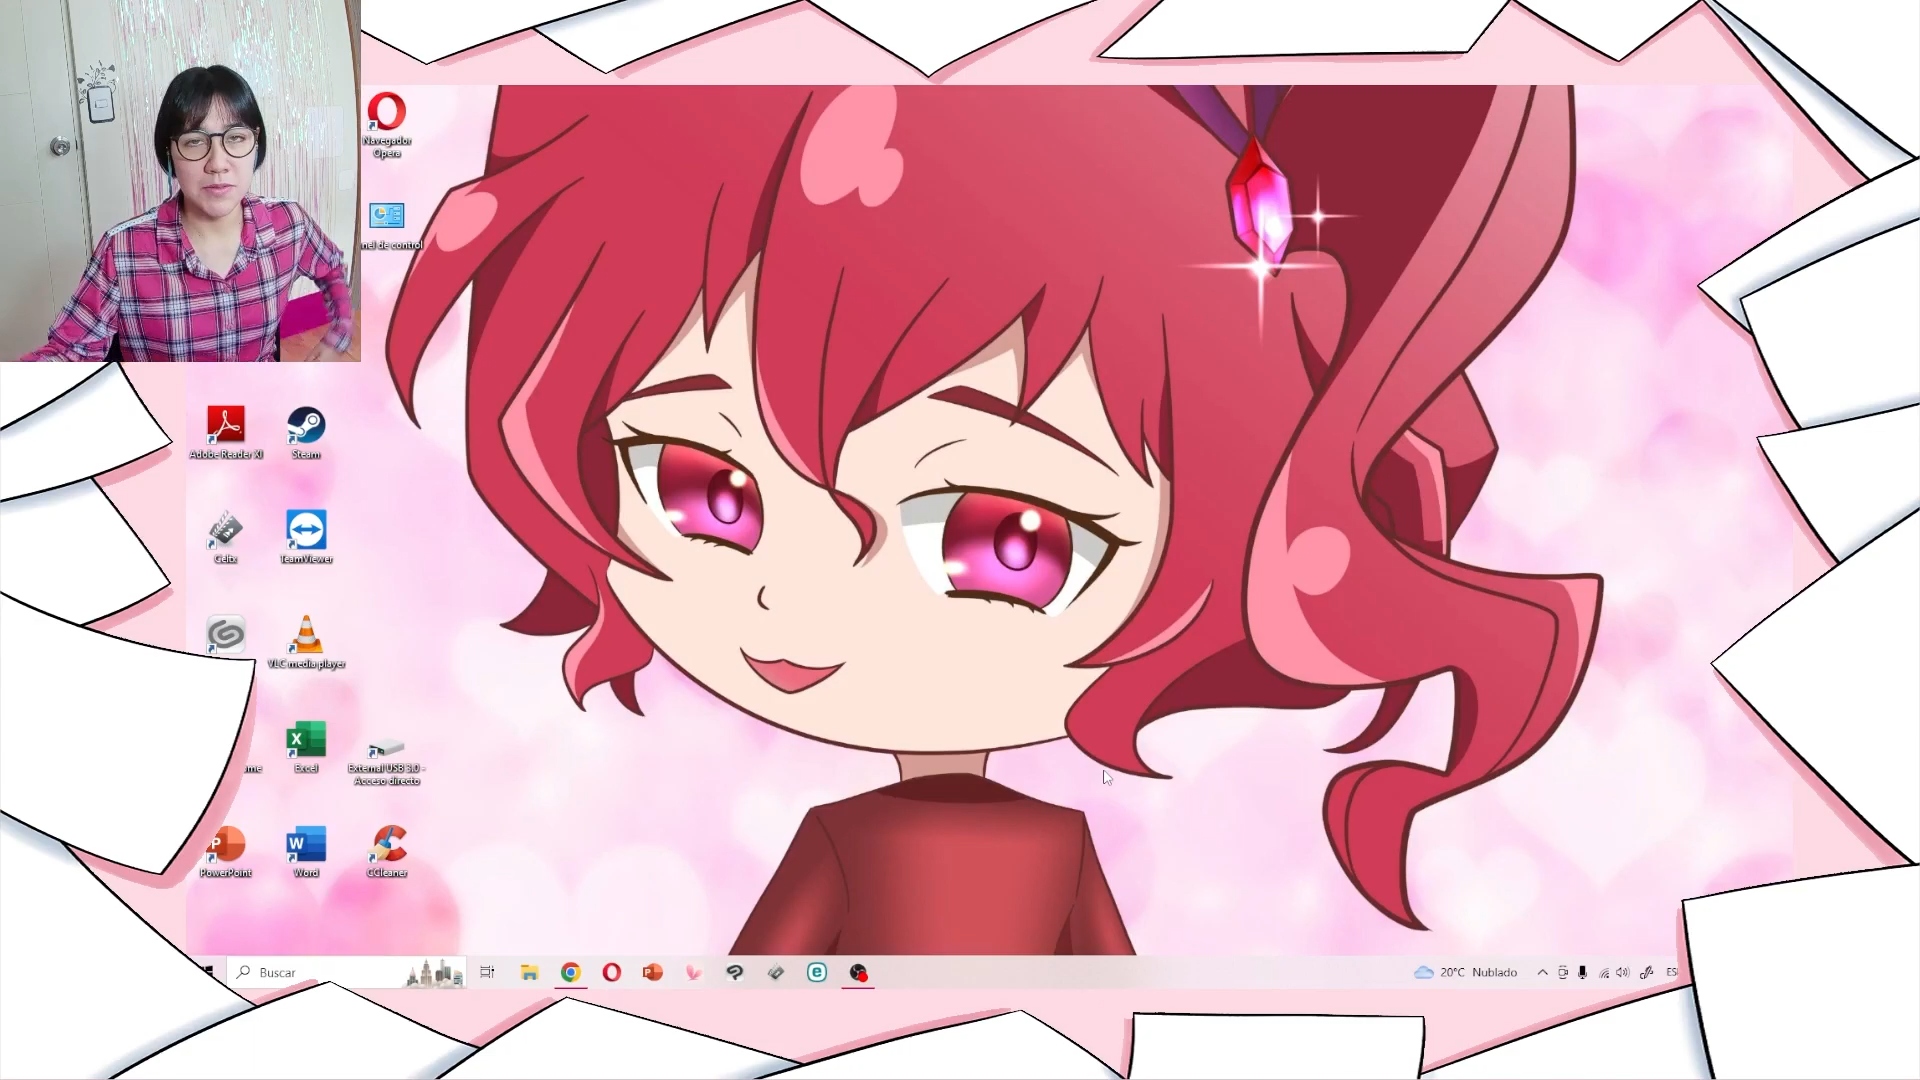 Navegador
Opera
nel de control
Adobe Reader XI
Steam
Celtx
TeamViewer
VLC media player
me
Excel
External USB 3.0 -
Acceso directo
PowerPoint
Word
CCleaner
Buscar
20°C Nublado
ES